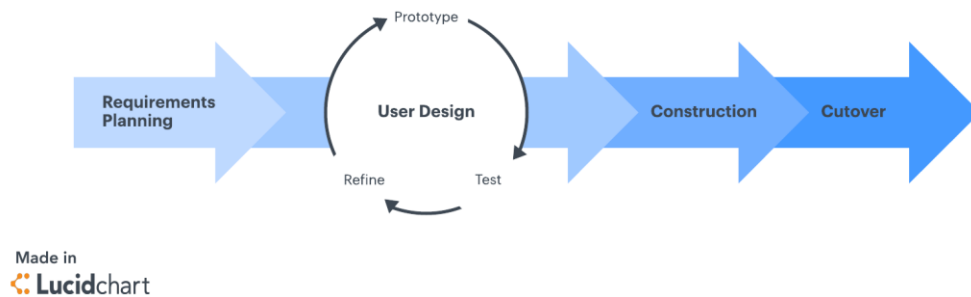 Prototype
Requirements
Planning
User Design
Construction
Cutover
Refine
Test
Made in
Lucidchart